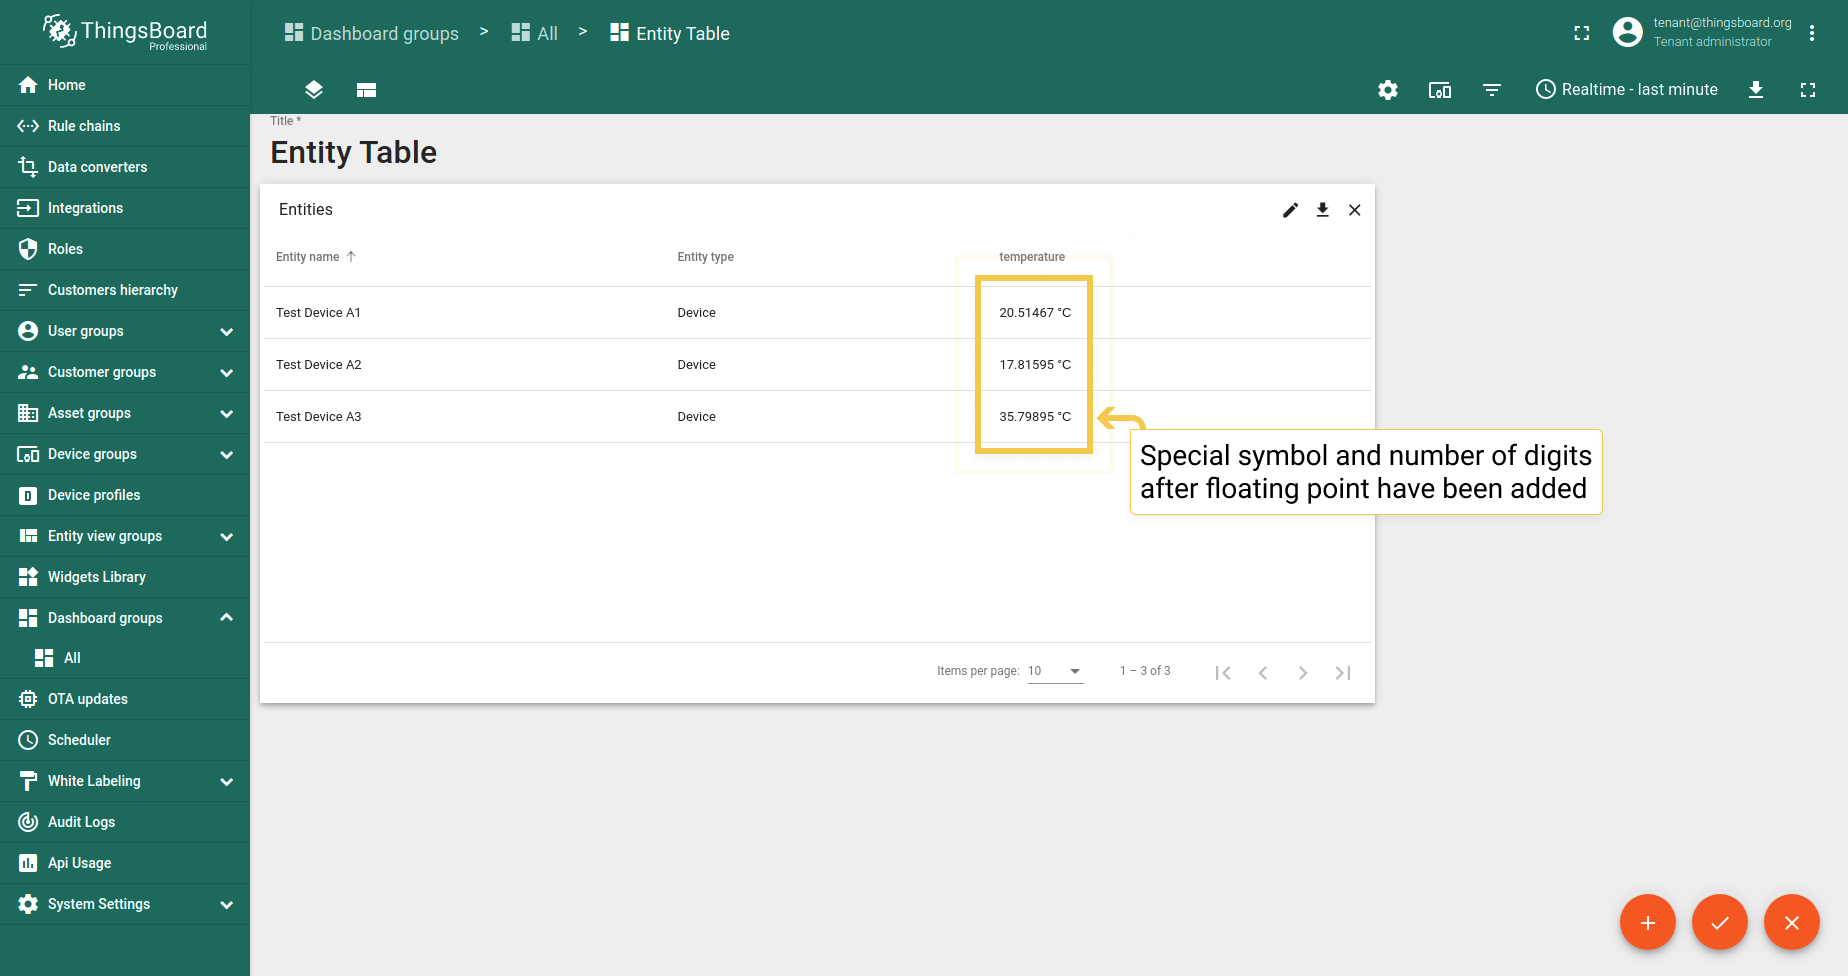 ThingsBoard
Professional
Dashboard groups > All > Entity Table
tenant@thingsboard.org
Tenant administrator
Realtime - last minute
Home
Rule chains
Data converters
Integrations
Roles
Customers hierarchy
User groups
Customer groups
Asset groups
Device groups
Device profiles
Entity view groups
Widgets Library
Dashboard groups
All
OTA updates
Scheduler
White Labeling
Audit Logs
Api Usage
System Settings
Title *
Entity Table
Entities
Entity name Entity type temperature
Test Device A1 Device 20.51467 °C
Test Device A2 Device 17.81595 °C
Test Device A3 Device 35.79895 °C
Special symbol and number of digits
after floating point have been added
Items per page: 10 1 – 3 of 3